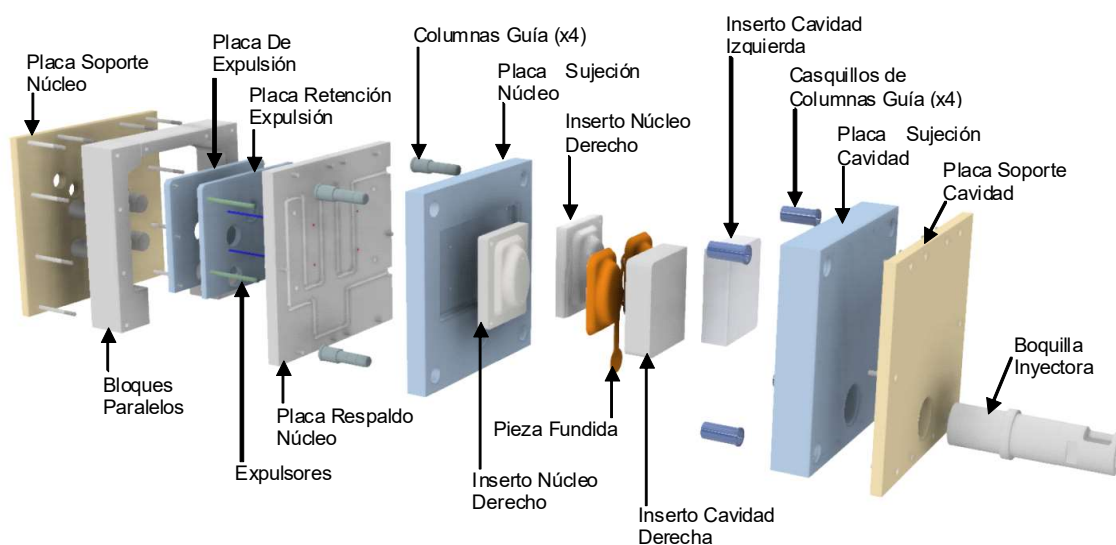 Placa Soporte
Núcleo
Placa De
Expulsión
Placa Retención
Expulsión
Columnas Guía (x4)
Placa Sujeción
Núcleo
Inserto Núcleo
Derecho
Inserto Cavidad
Izquierda
Casquillos de
Columnas Guía (x4)
Placa Sujeción
Cavidad
Placa Soporte
Cavidad
Bloques
Paralelos
Expulsores
Placa Respaldo
Núcleo
Inserto Núcleo
Derecho
Pieza Fundida
Inserto Cavidad
Derecha
Boquilla
Inyectora